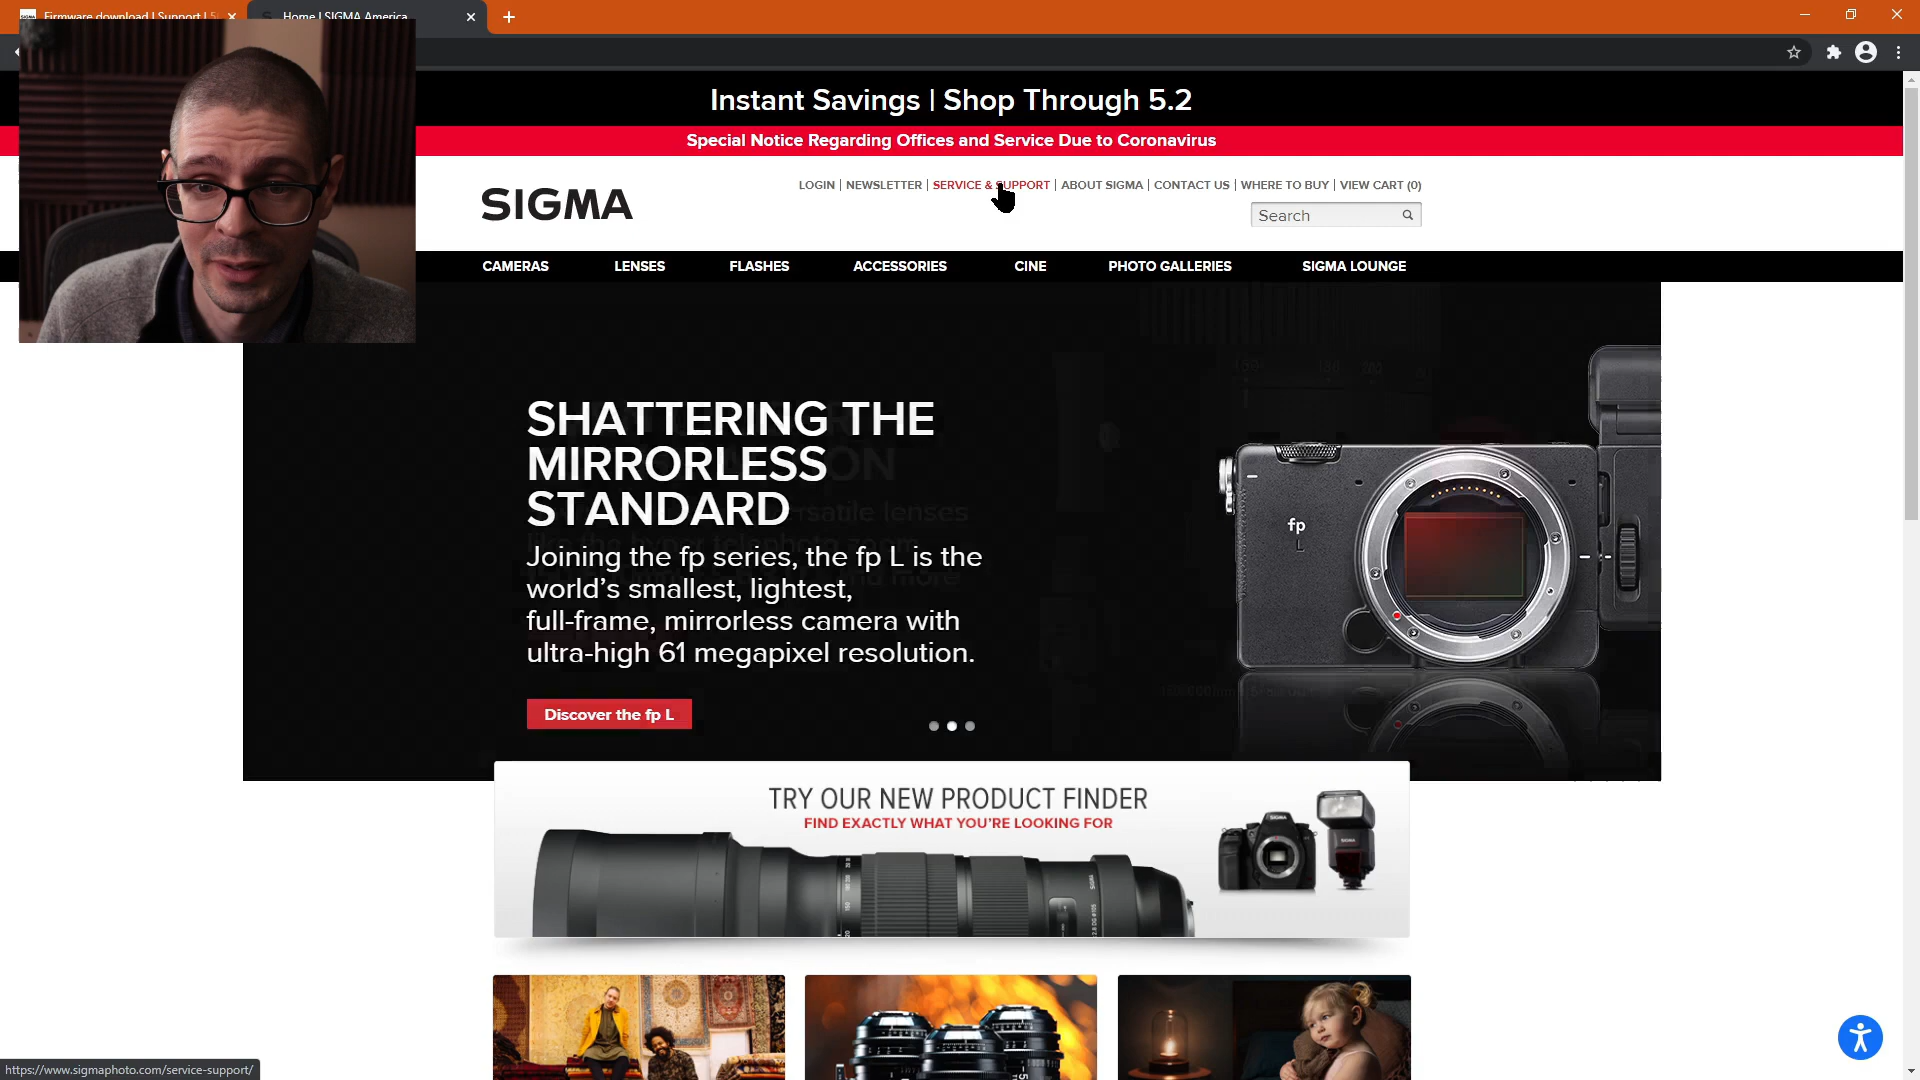 Firmware download | Support |
Home | SIGMA America
Instant Savings | Shop Through 5.2
Special Notice Regarding Offices and Service Due to Coronavirus
LOGIN | NEWSLETTER | SERVICE & SUPPORT | ABOUT SIGMA | CONTACT US | WHERE TO BUY | VIEW CART (0)
SIGMA
Search
CAMERAS LENSES FLASHES ACCESSORIES CINE PHOTO GALLERIES SIGMA LOUNGE
SHATTERING THE
MIRRORLESS
STANDARD
Joining the fp series, the fp L is the
world's smallest, lightest,
full-frame, mirrorless camera with
ultra-high 61 megapixel resolution.
fp
L
Discover the fp L
TRY OUR NEW PRODUCT FINDER
FIND EXACTLY WHAT YOU'RE LOOKING FOR
SIGMA
SIGMA
https://www.sigmaphoto.com/service-support/